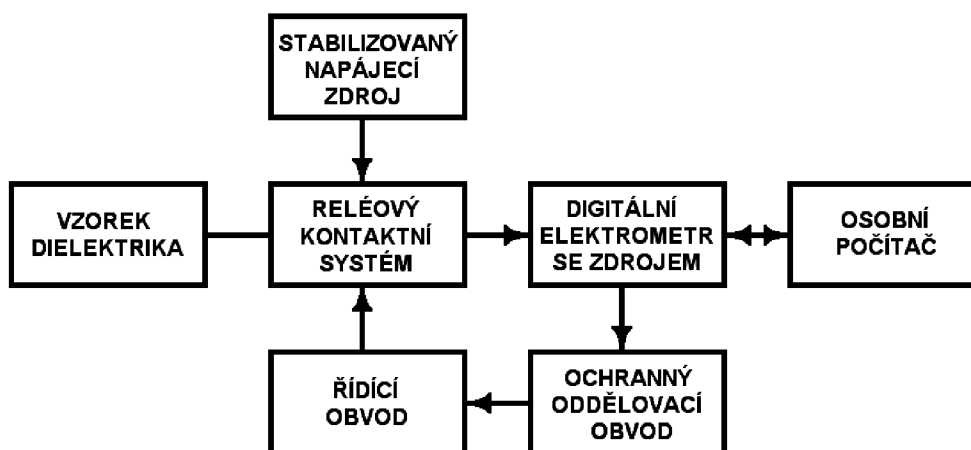 STABILIZOVANÝ
NAPÁJECÍ
ZDROJ
VZOREK
DIELEKTRIKA
RELÉOVÝ
KONTAKTNÍ
SYSTÉM
DIGITÁLNÍ
ELEKTROMETR
SE ZDROJEM
OSOBNÍ
POČÍTAČ
ŘÍDÍCÍ
OBVOD
OCHRANNÝ
ODDĚLOVACÍ
OBVOD